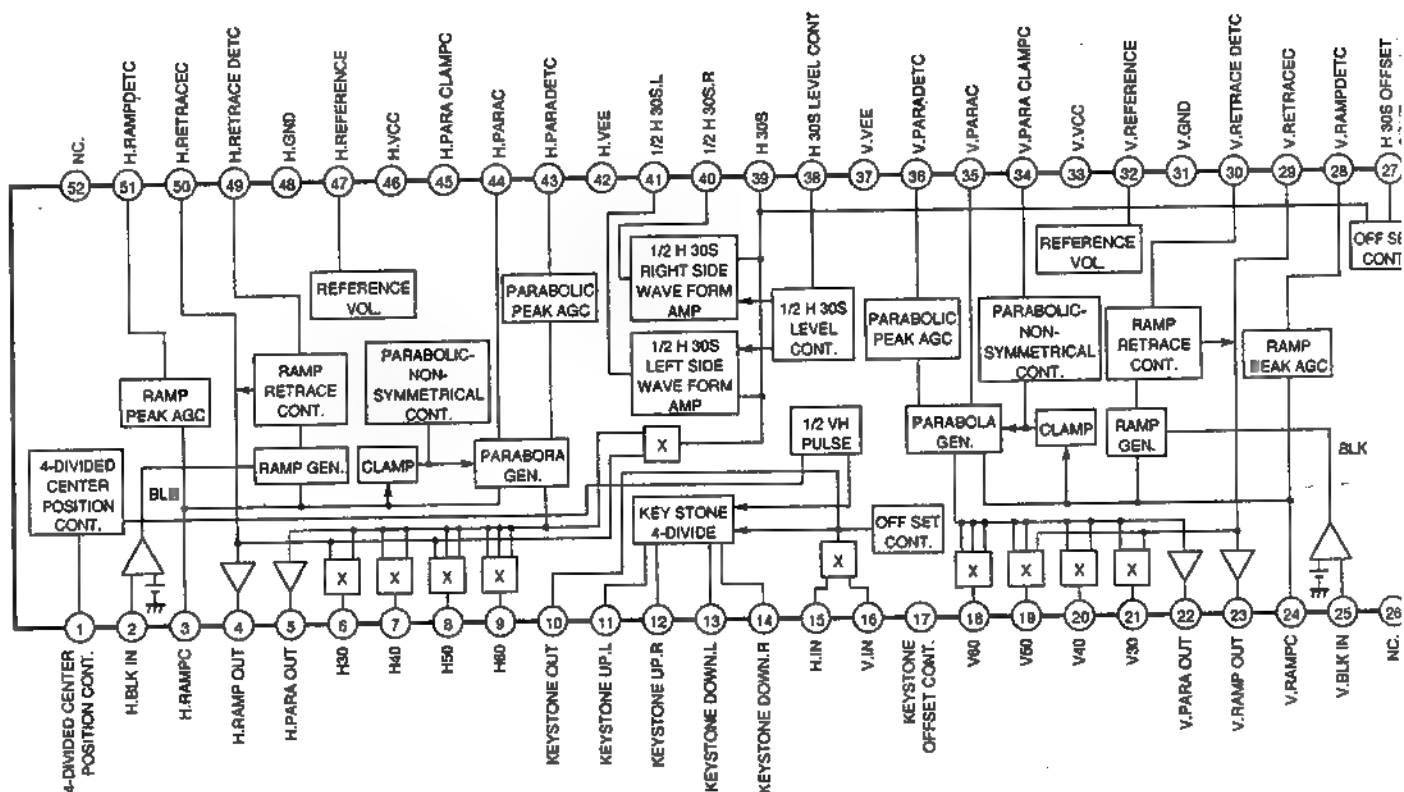 NC.
H.RAMPDETC
H.RETRACEC
H.RETRACE DETC
H.GND
H.REFERENCE
H.VCC
H.PARA CLAMPC
H.PARAC
H.PARADETC
H.VEE
1/2 H 30S.L
1/2 H 30S.R
H 30S
H 30S LEVEL CONT
V.VEE
V.PARADETC
V.PARAC
V.PARA CLAMPC
V.VCC
V.REFERENCE
V.GND
V.RETRACE DETC
V.RETRACEC
V.RAMPDETC
H 30S OFFSET
52
51
50
49
48
47
46
45
44
43
42
41
40
39
38
37
36
35
34
33
32
31
30
29
28
27
REFERENCE
VOL.
PARABOLIC
PEAK AGC
1/2 H 30S
RIGHT SIDE
WAVE FORM
AMP
1/2 H 30S
LEVEL
CONT.
REFERENCE
VOL.
OFF SE
CONT
RAMP
PEAK AGC
RAMP
RETRACE
CONT.
PARABOLIC-
NON-
SYMMETRICAL
CONT.
1/2 H 30S
LEFT SIDE
WAVE FORM
AMP
PARABOLIC
PEAK AGC
PARABOLIC-
NON-
SYMMETRICAL
CONT.
RAMP
RETRACE
CONT.
RAMP
EAK AGC
4-DIVIDED
CENTER
POSITION
CONT.
BL
RAMP GEN.
CLAMP
PARABORA
GEN.
X
1/2 VH
PULSE
PARABOLA
GEN.
CLAMP
RAMP
GEN.
BLK
KEY STONE
4-DIVIDE
OFF SET
CONT.
X
X
X
X
X
X
X
X
X
1
2
3
4
5
6
7
8
9
10
11
12
13
14
15
16
17
18
19
20
21
22
23
24
25
26
4-DIVIDED CENTER
POSITION CONT.
H.BLK IN
H.RAMPC
H.RAMP OUT
H.PARA OUT
H30
H40
H50
H60
KEYSTONE OUT
KEYSTONE UP.L
KEYSTONE UP.R
KEYSTONE DOWN.L
KEYSTONE DOWN.R
H.IN
V.IN
KEYSTONE
OFFSET COAT.
V60
V50
V40
V30
V.PARA OUT
V.RAMP OUT
V.RAMPC
V.BLK IN
NC.